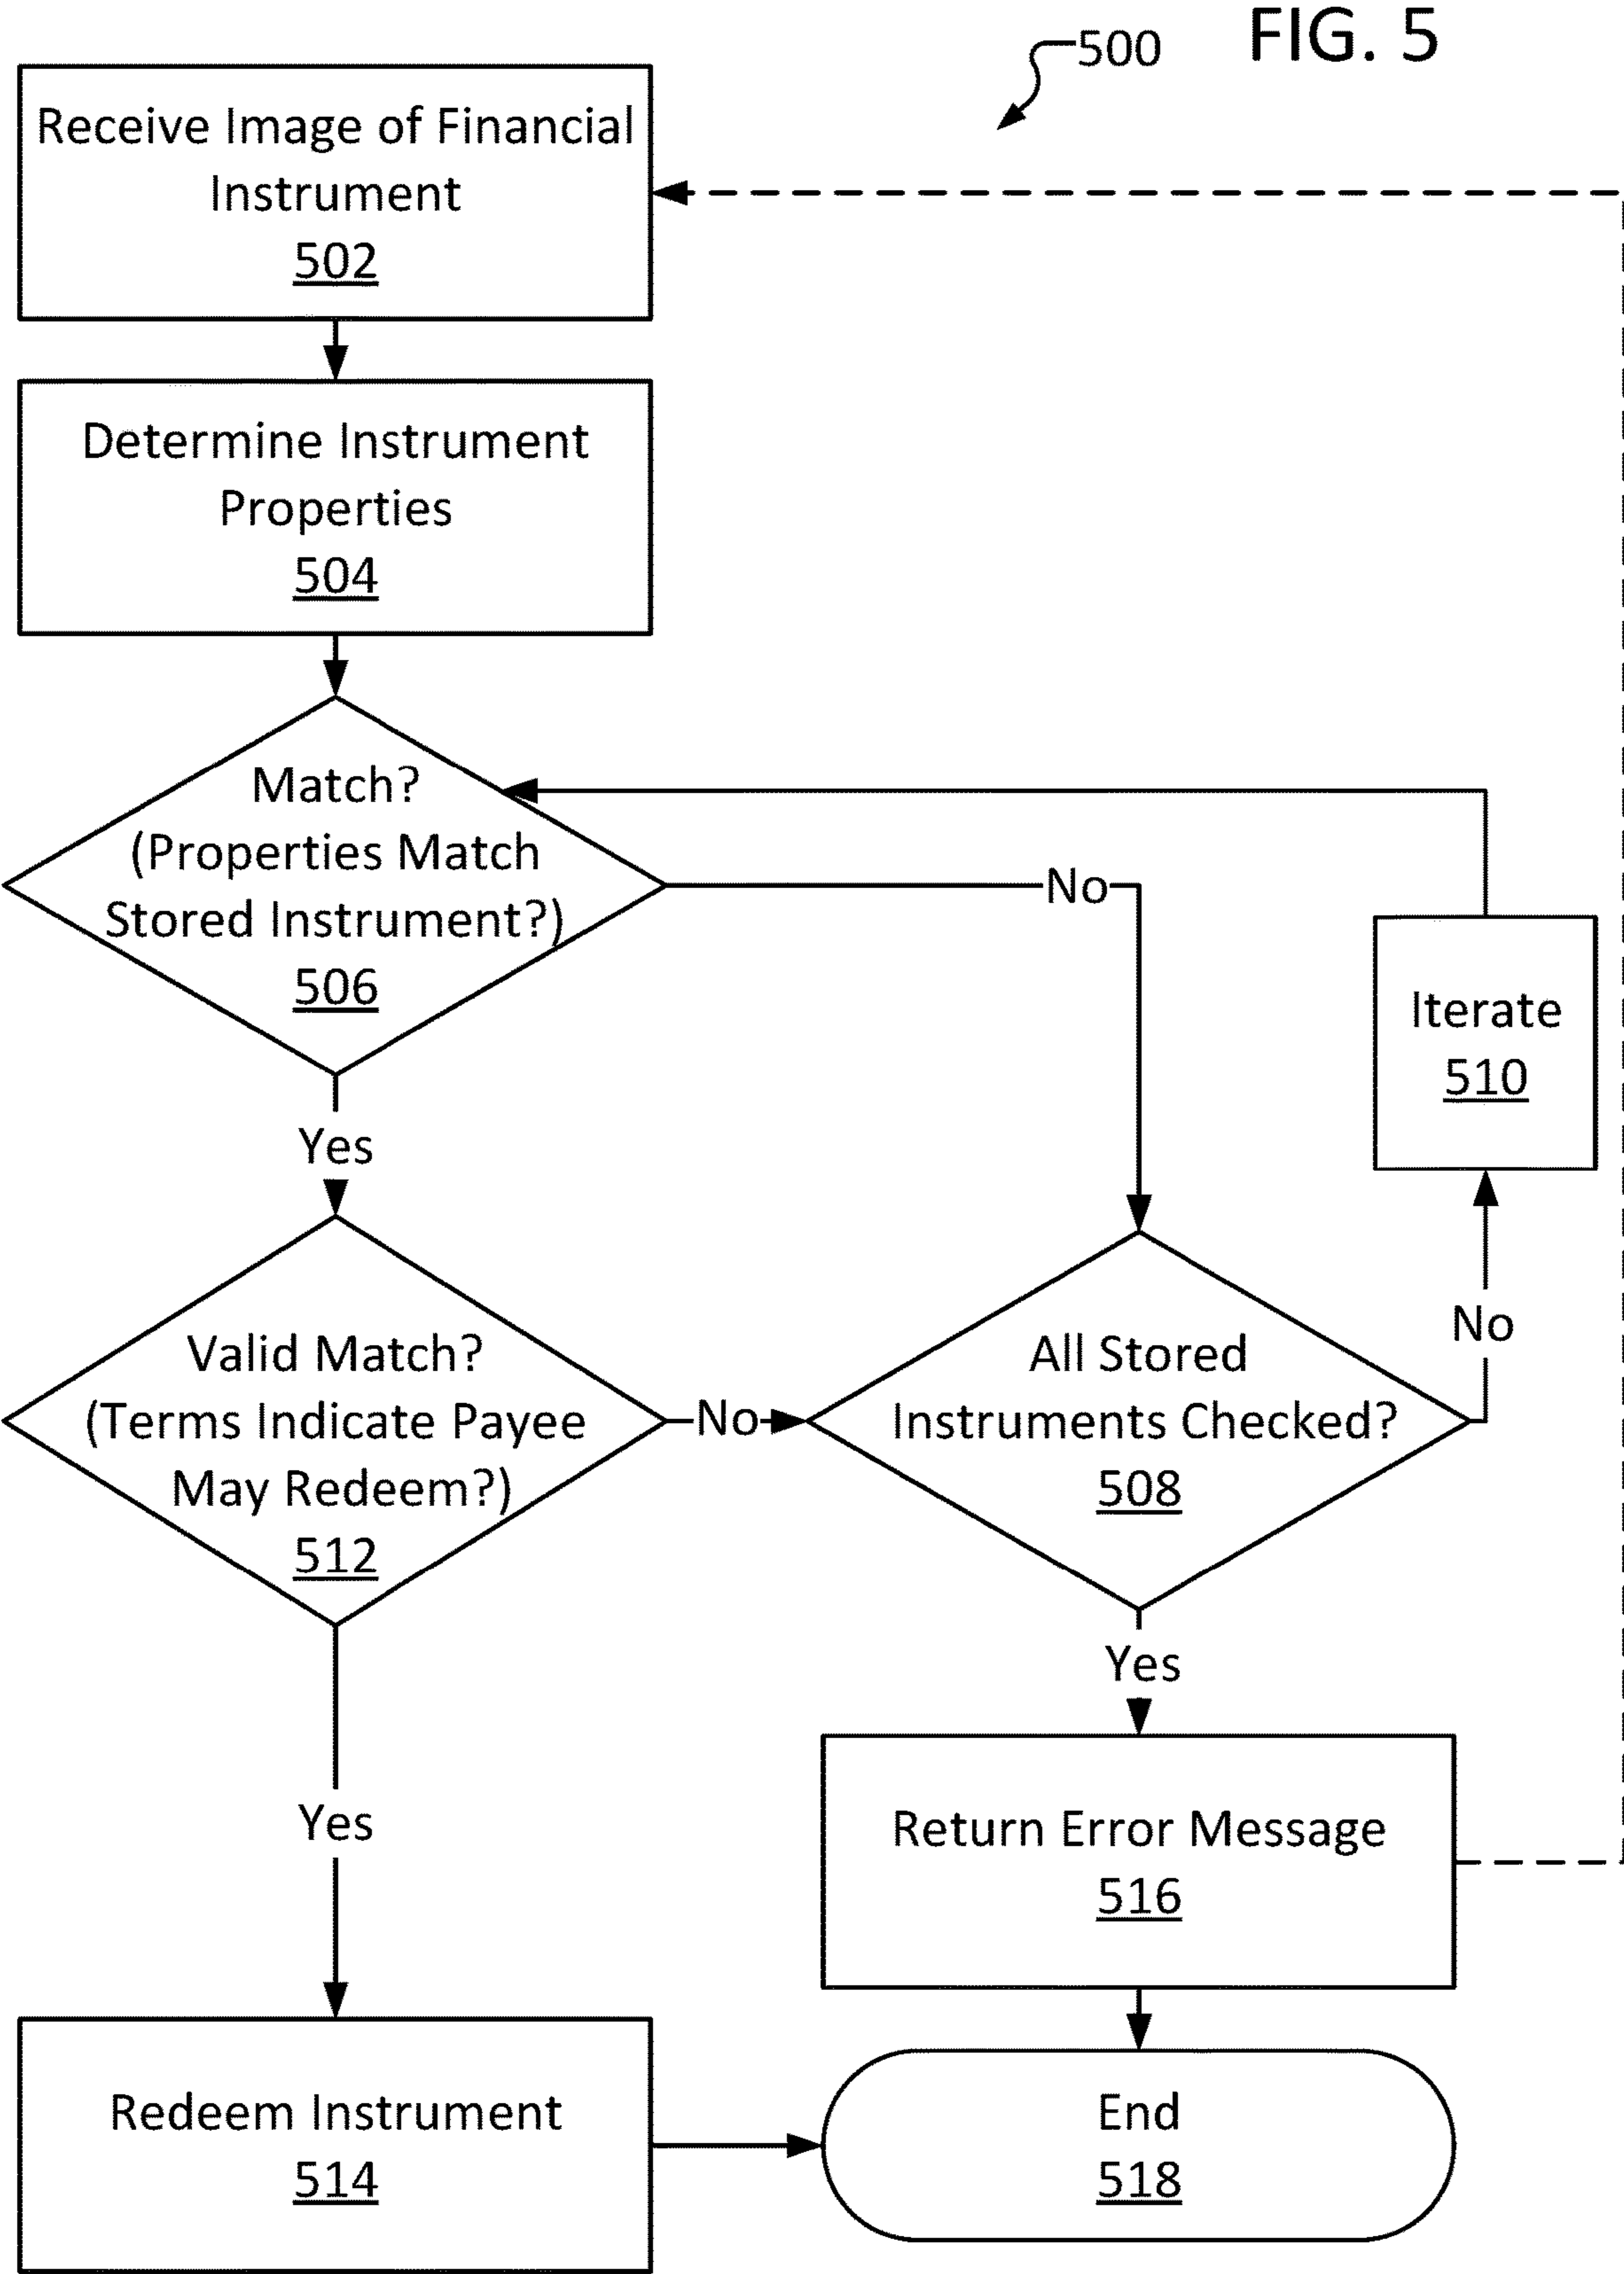 FIG. 5
500
Receive Image of Financial
Instrument
502
Determine Instrument
Properties
504
Match?
(Properties Match
Stored Instrument?)
506
No
Iterate
510
Yes
No
Valid Match?
(Terms Indicate Payee
May Redeem?)
512
No
All Stored
Instruments Checked?
508
Yes
Yes
Return Error Message
516
Redeem Instrument
514
End
518